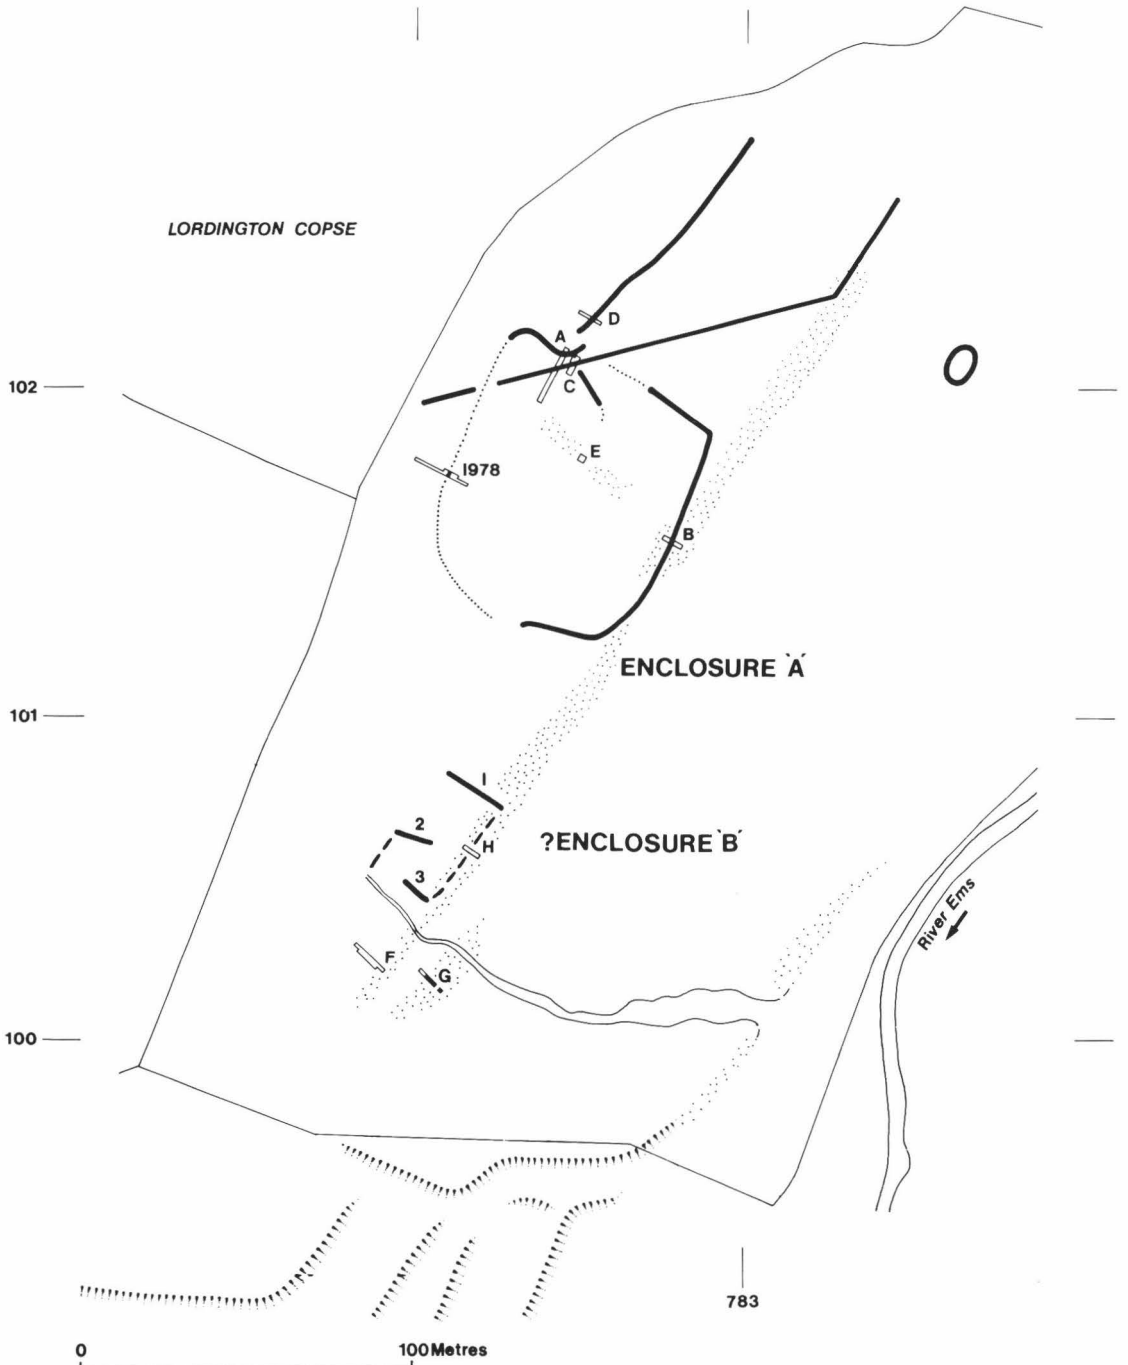 LORDINGTON COPSE
D
A
C
102
E
1978
B
ENCLOSURE 'A'
101
1
2
?ENCLOSURE 'B'
H
3
River Ems
F
G
100
783
0 100 Metres